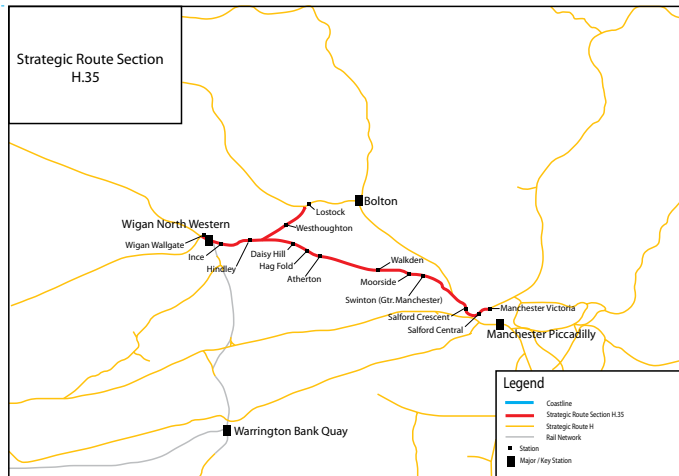 Strategic Route Section
H.35
Bolton
Lostock
Wigan North Western
Westhoughton
Wigan Wallgate
Ince
Hindley
Daisy Hill
Hag Fold
Atherton
Walkden
Moorside
Swinton (Gtr. Manchester)
Salford Crescent
Manchester Victoria
Salford Central
Manchester Piccadilly
Warrington Bank Quay
Legend
Coastline
Strategic Route Section H.35
Strategic Route H
Rail Network
Station
Major / Key Station